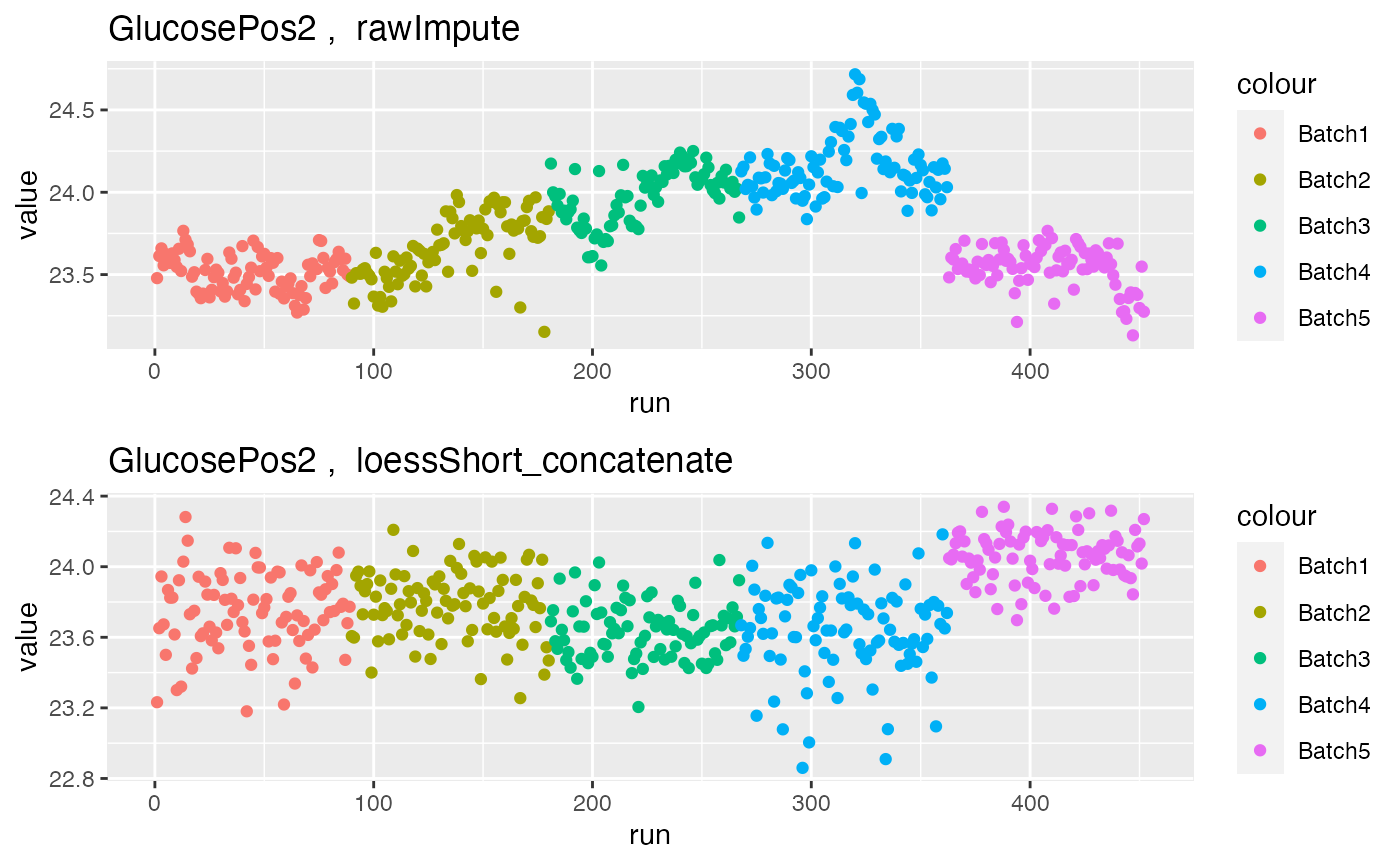 GlucosePos2 ,  rawImpute
value
24.5
24.0
23.5
0 100 200 300 400
run
colour
Batch1
Batch2
Batch3
Batch4
Batch5
GlucosePos2 ,  loessShort_concatenate
value
24.4
24.0
23.6
23.2
22.8
0 100 200 300 400
run
colour
Batch1
Batch2
Batch3
Batch4
Batch5